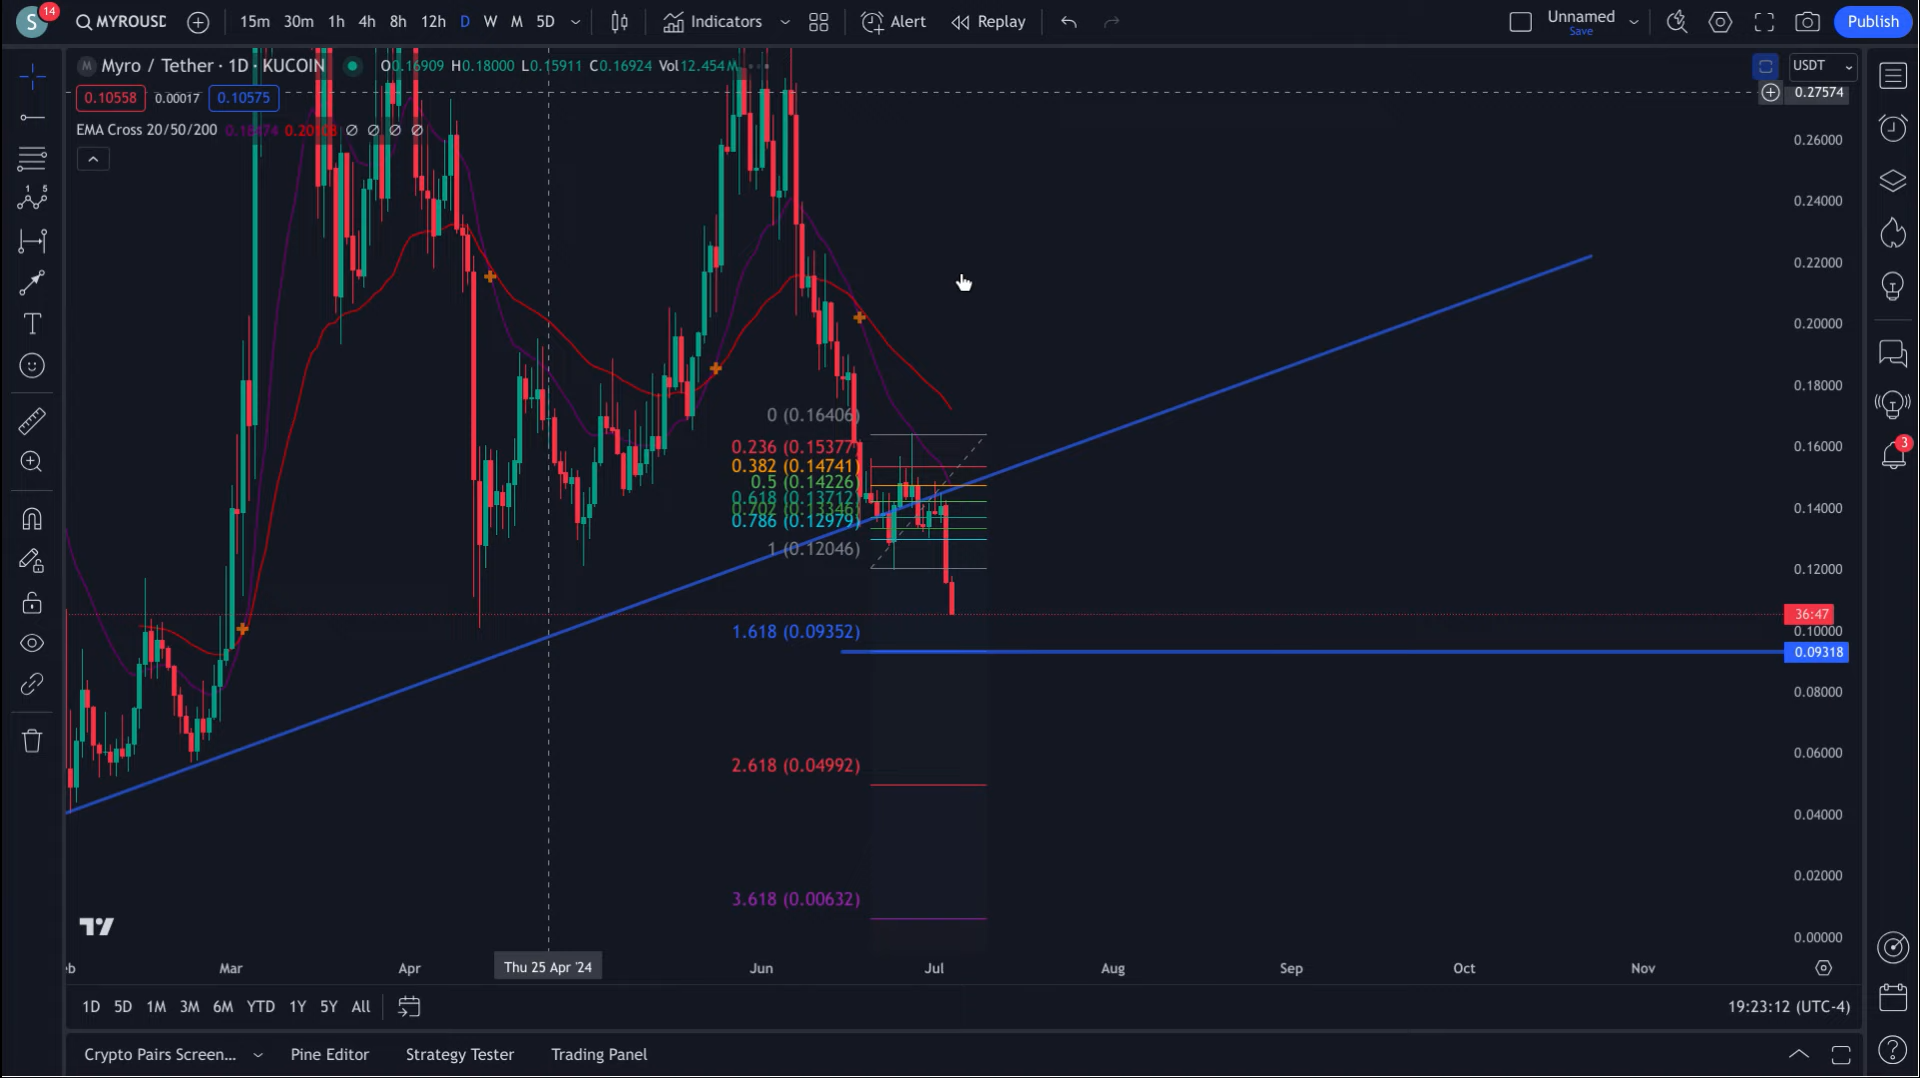 S 14 MYROUSD 15m 30m 1h 4h 8h 12h D W M 5D Indicators Alert Replay Unnamed Save Publish
M Myro / Tether · 1D · KUCOIN O0.16909 H0.18000 L0.15911 C0.16924 Vol12.454M USDT
0.10558 0.00017 0.10575 0.27574
EMA Cross 20/50/200
0.26000
0.24000
0.22000
0.20000
0.18000
0 (0.16406)
0.236 (0.15377) 0.16000
0.382 (0.14741)
0.5 (0.14226)
0.618 (0.13712) 0.14000
0.702 (0.13346)
0.786 (0.12979)
1 (0.12046) 0.12000
36:47
1.618 (0.09352) 0.10000
0.09318
0.08000
2.618 (0.04992) 0.06000
0.04000
3.618 (0.00632) 0.02000
0.00000
Mar Apr Thu 25 Apr '24 Jun Jul Aug Sep Oct Nov
1D 5D 1M 3M 6M YTD 1Y 5Y All 19:23:12 (UTC-4)
Crypto Pairs Screen... Pine Editor Strategy Tester Trading Panel
3